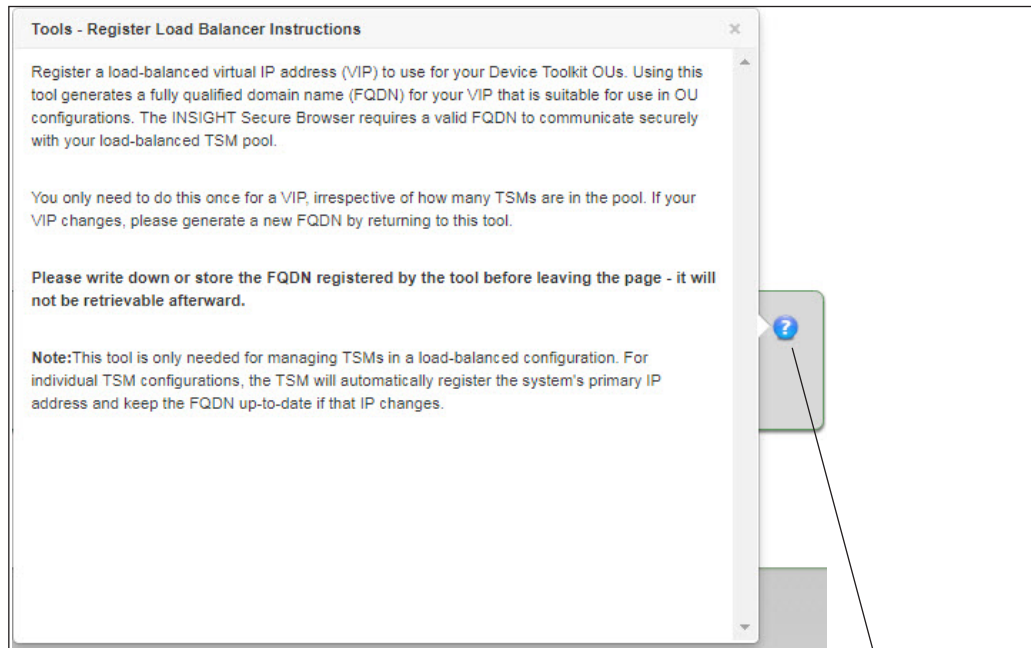 Tools - Register Load Balancer Instructions ×
Register a load-balanced virtual IP address (VIP) to use for your Device Toolkit OUs. Using this
tool generates a fully qualified domain name (FQDN) for your VIP that is suitable for use in OU
configurations. The INSIGHT Secure Browser requires a valid FQDN to communicate securely
with your load-balanced TSM pool.
You only need to do this once for a VIP, irrespective of how many TSMs are in the pool. If your
VIP changes, please generate a new FQDN by returning to this tool.
Please write down or store the FQDN registered by the tool before leaving the page - it will
not be retrievable afterward.
?
Note:This tool is only needed for managing TSMs in a load-balanced configuration. For
individual TSM configurations, the TSM will automatically register the system's primary IP
address and keep the FQDN up-to-date if that IP changes.